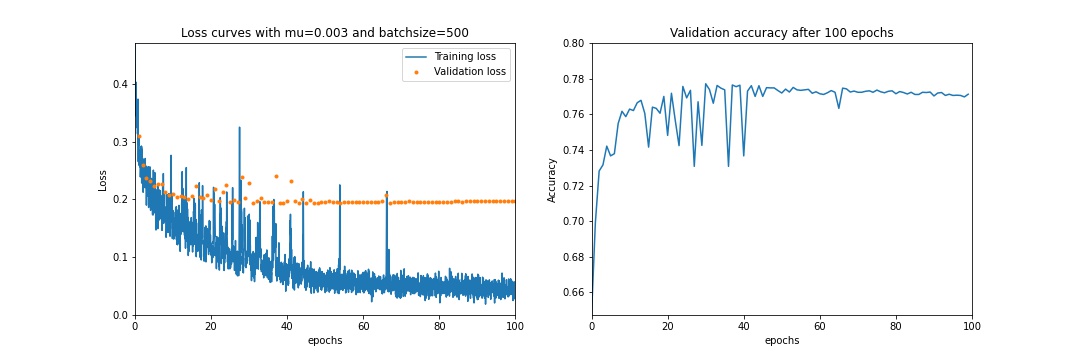 Loss curves with mu=0.003 and batchsize=500
Training loss
Validation loss
Loss
0.4
0.3
0.2
0.1
0.0
0 20 40 60 80 100
epochs
Validation accuracy after 100 epochs
Accuracy
0.80
0.78
0.76
0.74
0.72
0.70
0.68
0.66
0 20 40 60 80 100
epochs